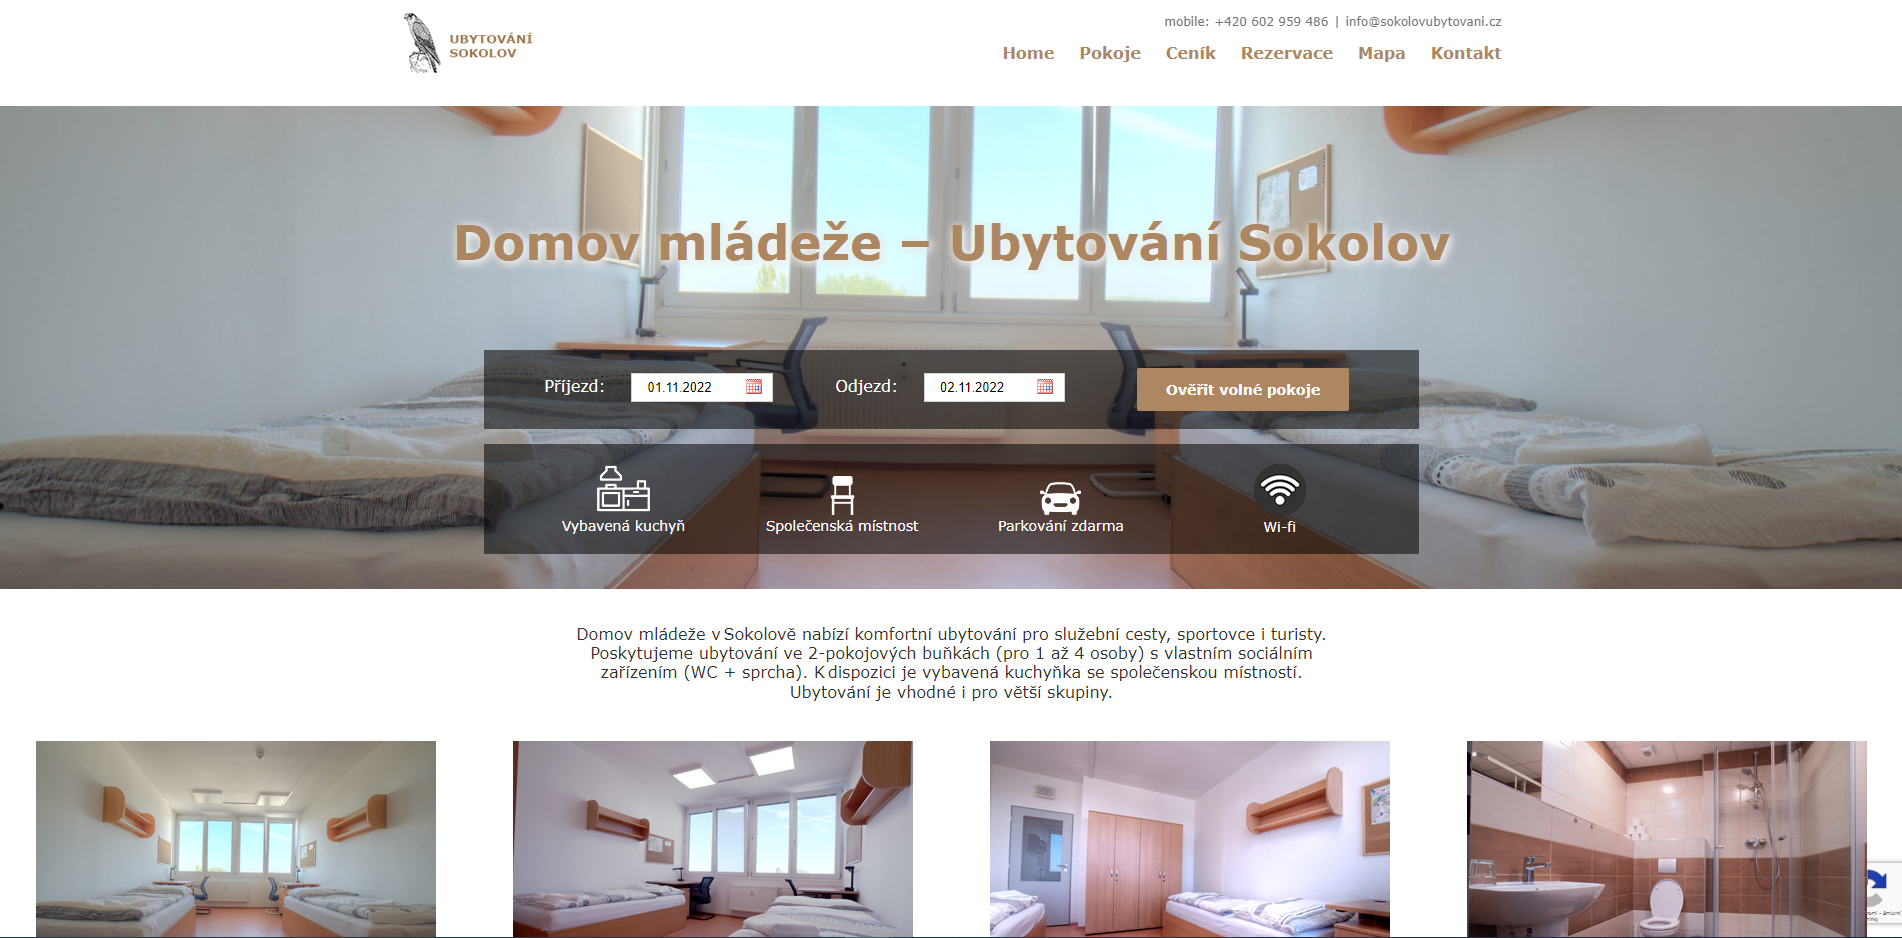 UBYTOVÁNÍ
SOKOLOV
mobile: +420 602 959 486 | info@sokolovubytovani.cz
Home Pokoje Ceník Rezervace Mapa Kontakt
Domov mládeže – Ubytování Sokolov
Příjezd: 01.11.2022 Odjezd: 02.11.2022 Ověřit volné pokoje
Vybavená kuchyň Společenská místnost Parkování zdarma Wi-fi
Domov mládeže v Sokolově nabízí komfortní ubytování pro služební cesty, sportovce i turisty.
Poskytujeme ubytování ve 2-pokojových buňkách (pro 1 až 4 osoby) s vlastním sociálním
zařízením (WC + sprcha). K dispozici je vybavená kuchyňka se společenskou místností.
Ubytování je vhodné i pro větší skupiny.